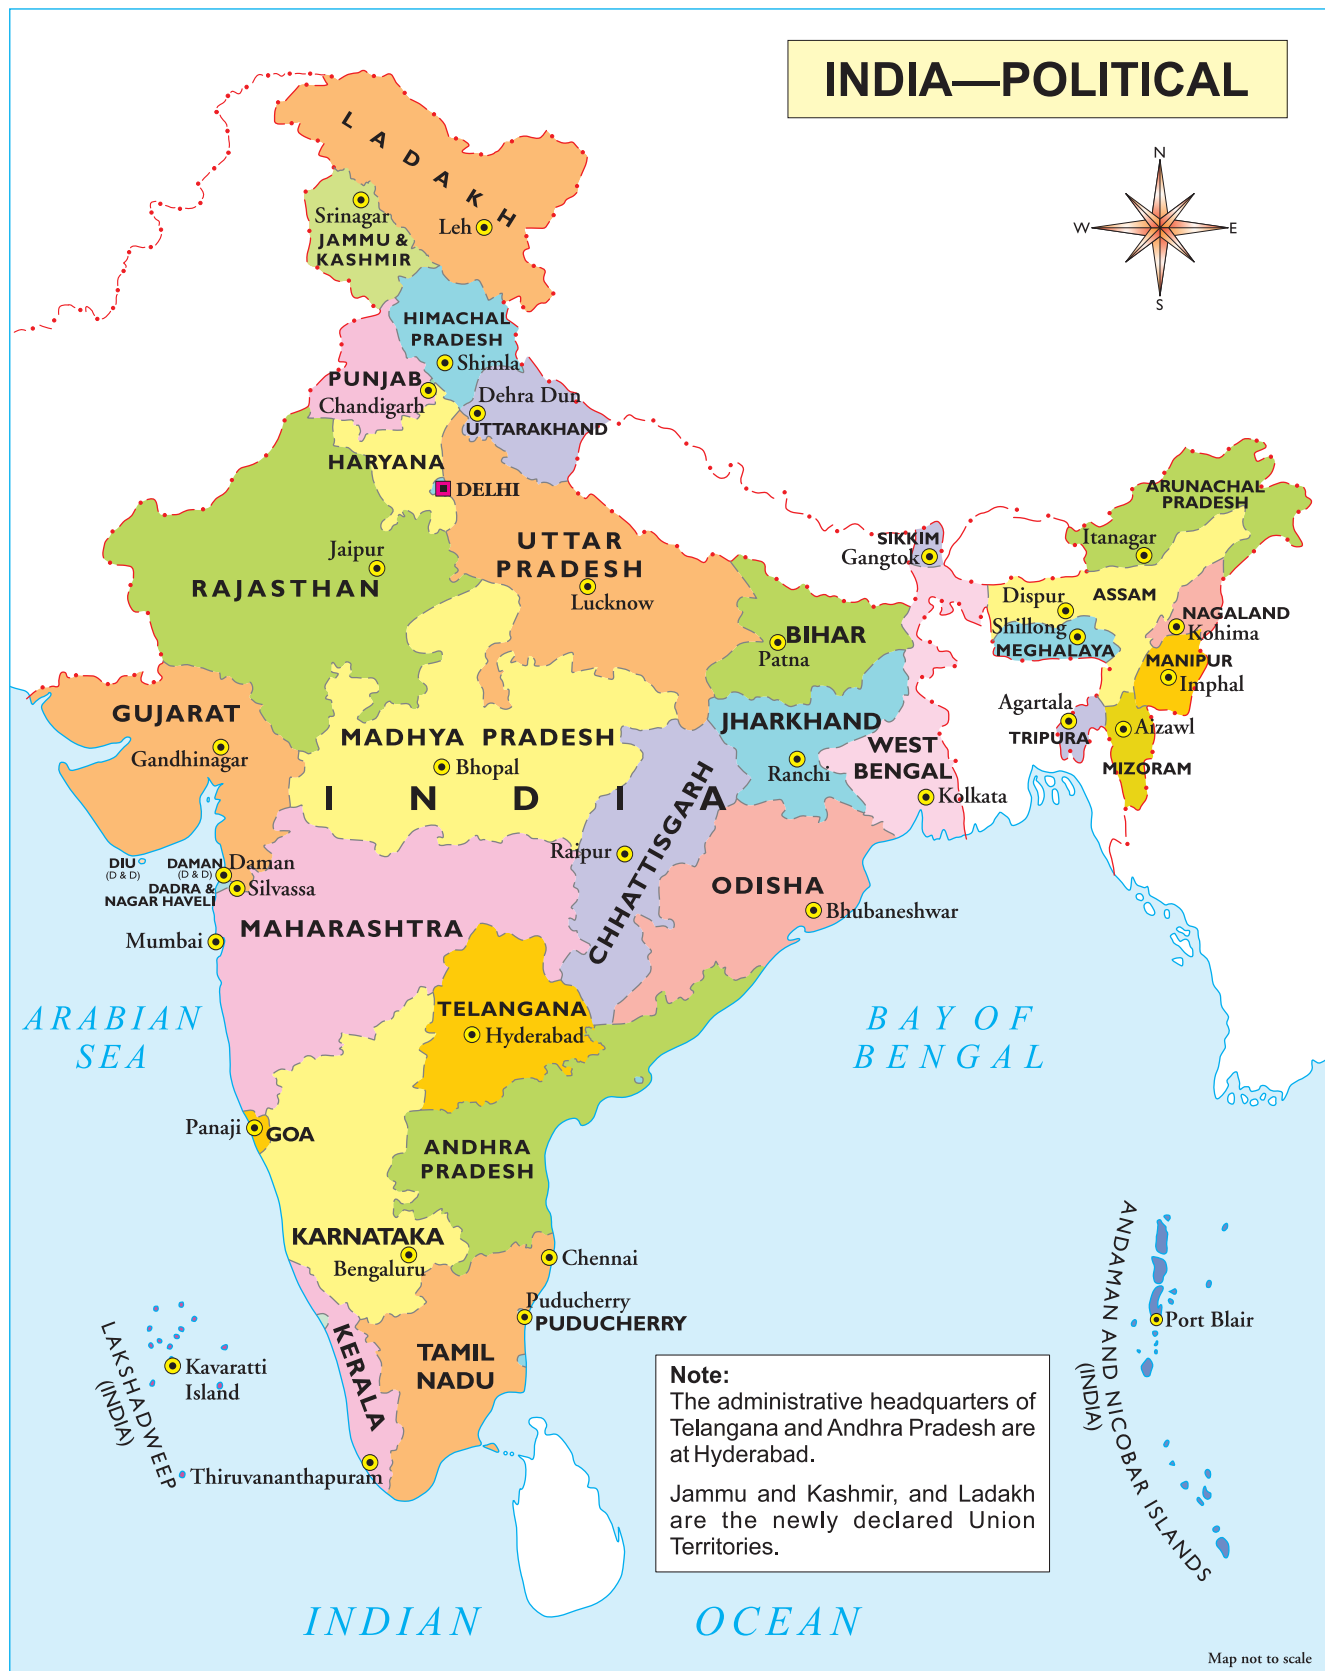 INDIA—POLITICAL
N
W
E
S
LADAKH
Srinagar
Leh
JAMMU &
KASHMIR
HIMACHAL
PRADESH
Shimla
PUNJAB
Chandigarh
Dehra Dun
UTTARAKHAND
HARYANA
DELHI
ARUNACHAL
PRADESH
Itanagar
SIKKIM
Gangtok
UTTAR
PRADESH
Lucknow
Jaipur
RAJASTHAN
Dispur
ASSAM
Shillong
MEGHALAYA
NAGALAND
Kohima
BIHAR
Patna
MANIPUR
Imphal
Agartala
TRIPURA
Aizawl
MIZORAM
GUJARAT
Gandhinagar
MADHYA PRADESH
Bhopal
JHARKHAND
Ranchi
WEST
BENGAL
Kolkata
INDIA
CHHATTISGARH
Raipur
DIU
(D & D)
DAMAN
(D & D)
Daman
DADRA &
NAGAR HAVELI
Silvassa
ODISHA
Bhubaneshwar
Mumbai
MAHARASHTRA
ARABIAN
SEA
TELANGANA
Hyderabad
BAY OF
BENGAL
Panaji
GOA
ANDHRA
PRADESH
KARNATAKA
Bengaluru
Chennai
Puducherry
PUDUCHERRY
KERALA
TAMIL
NADU
Kavaratti
Island
LAKSHADWEEP
(INDIA)
Thiruvananthapuram
ANDAMAN AND NICOBAR ISLANDS
(INDIA)
Port Blair
Note:
The administrative headquarters of
Telangana and Andhra Pradesh are
at Hyderabad.
Jammu and Kashmir, and Ladakh
are the newly declared Union
Territories.
INDIAN OCEAN
Map not to scale